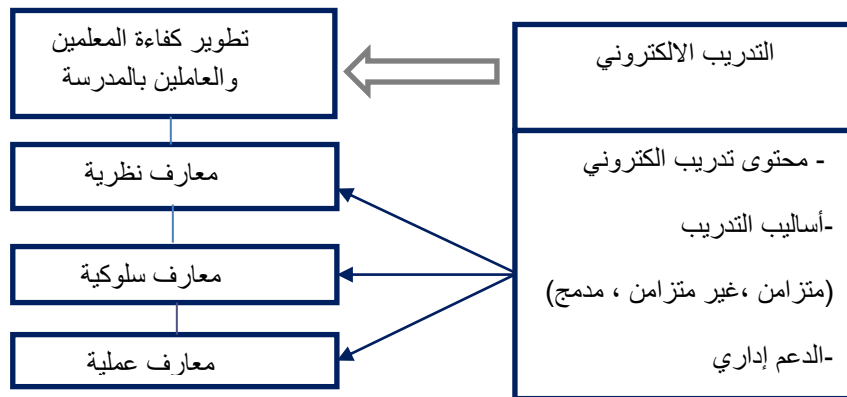 التدريب الالكتروني
- محتوى تدريب الكتروني
-أساليب التدريب
(متزامن ،غير متزامن ، مدمج)
-الدعم إداري
تطوير كفاءة المعلمين
والعاملين بالمدرسة
معارف نظرية
معارف سلوكية
معارف عملية